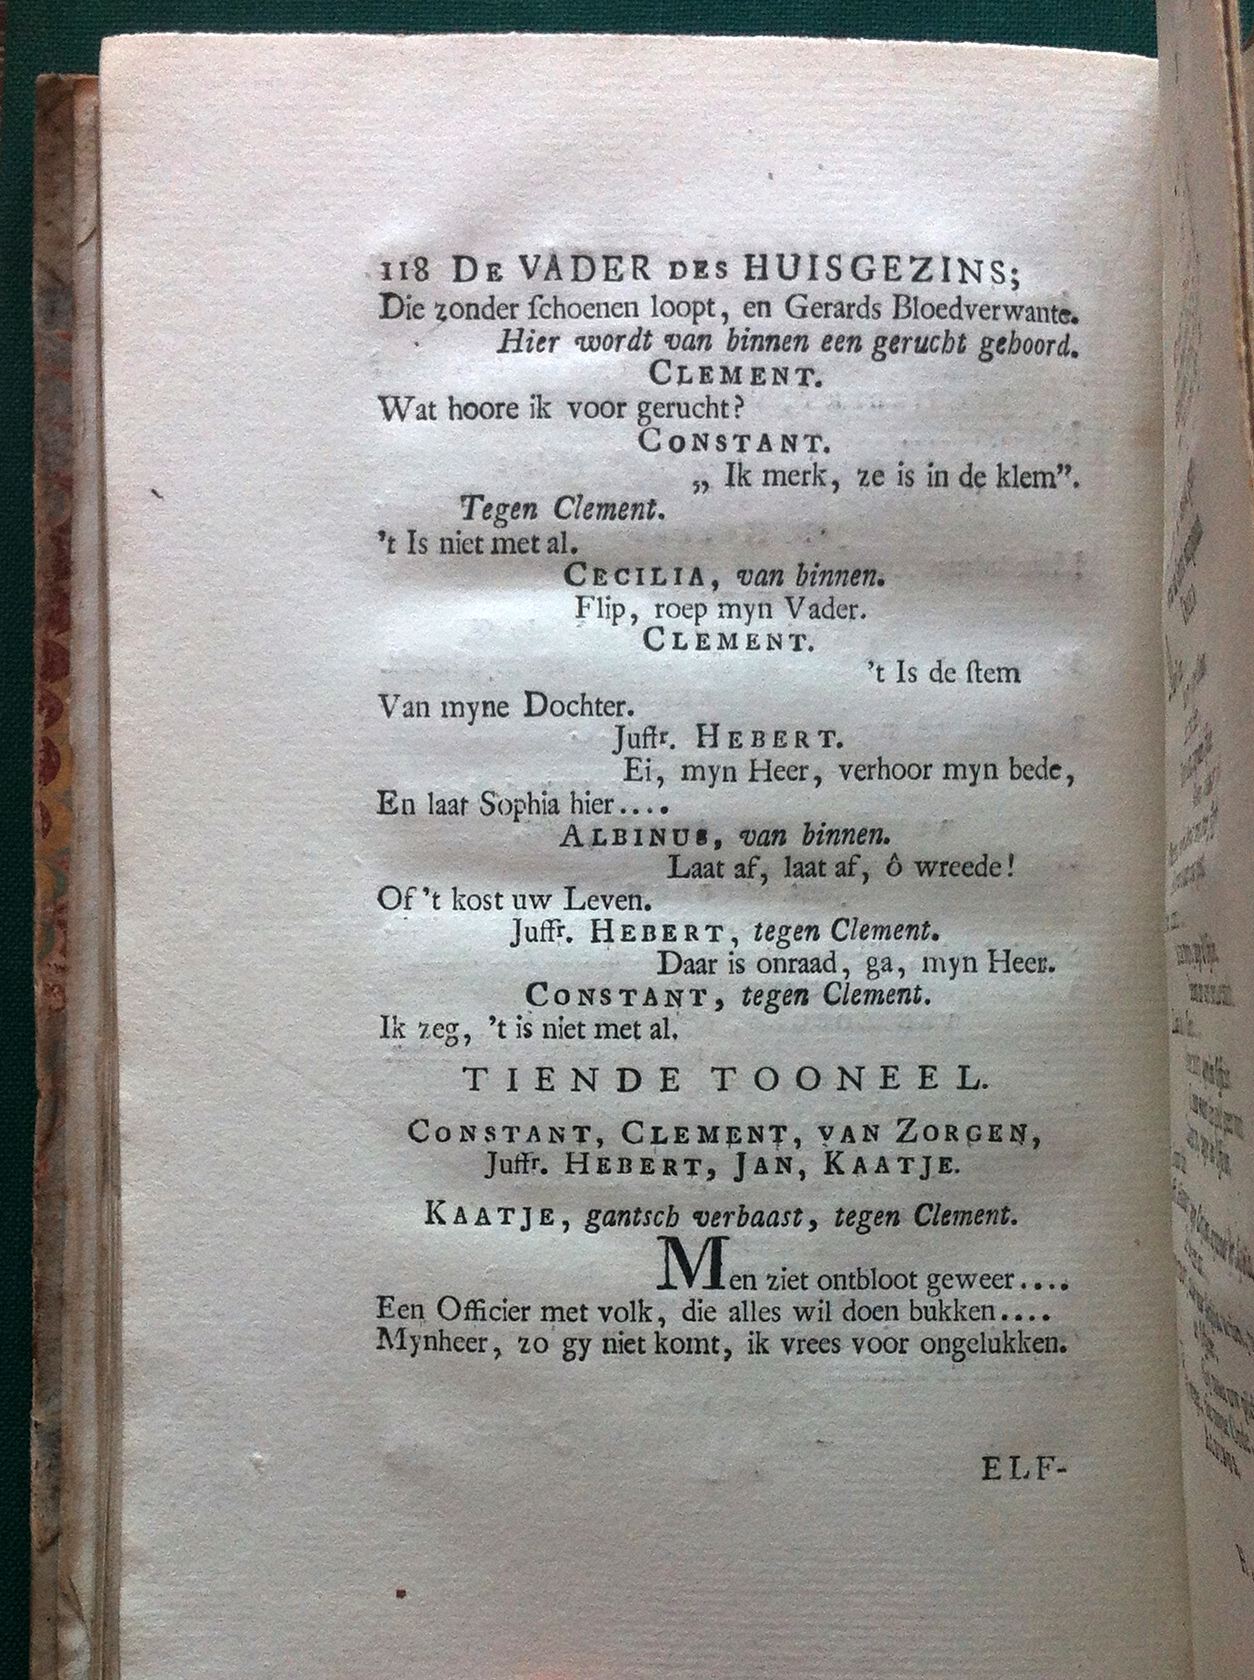 118 DE VADER DES HUISGEZINS;
Die zonder ſchoenen loopt, en Gerards Bloedverwante.
Hier wordt van binnen een gerucht gehoord.
CLEMENT.
Wat hoore ik voor gerucht?
CONSTANT.
„ Ik merk, ze is in de klem”.
Tegen Clement.
't Is niet met al.
CECILIA, van binnen.
Flip, roep myn Vader.
CLEMENT.
't Is de ſtem
Van myne Dochter.
Juffr. HEBERT.
Ei, myn Heer, verhoor myn bede,
En laat Sophia hier....
ALBINUS, van binnen.
Laat af, laat af, ô wreede!
Of 't kost uw Leven.
Juffr. HEBERT, tegen Clement.
Daar is onraad, ga, myn Heer.
CONSTANT, tegen Clement.
Ik zeg, 't is niet met al.
TIENDE TOONEEL.
CONSTANT, CLEMENT, VAN ZORGEN,
Juffr. HEBERT, JAN, KAATJE.
KAATJE, gantsch verbaast, tegen Clement.
Men ziet ontbloot geweer....
Een Officier met volk, die alles wil doen bukken....
Mynheer, zo gy niet komt, ik vrees voor ongelukken.
ELF-